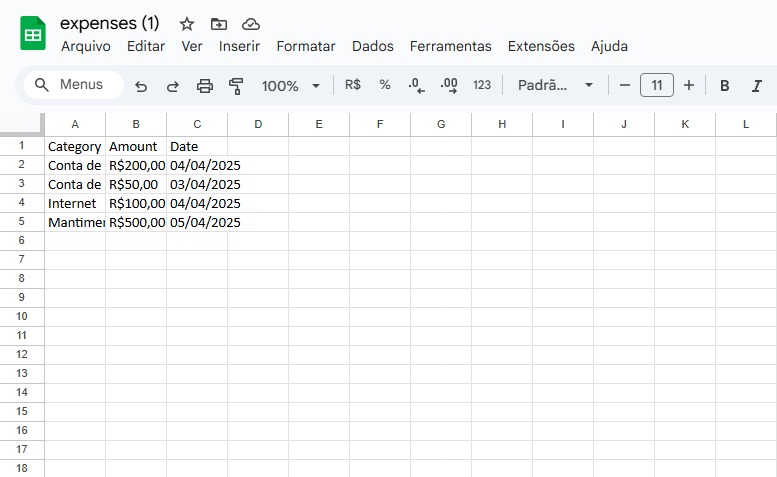 expenses (1)
Arquivo Editar Ver Inserir Formatar Dados Ferramentas Extensões Ajuda
Menus 100% R$ % .0 .00 123 Padrã... − 11 + B I
A B C D E F G H I J K L
1 Category Amount Date
2 Conta de R$200,00 04/04/2025
3 Conta de R$50,00 03/04/2025
4 Internet R$100,00 04/04/2025
5 Mantimer R$500,00 05/04/2025
6
7
8
9
10
11
12
13
14
15
16
17
18